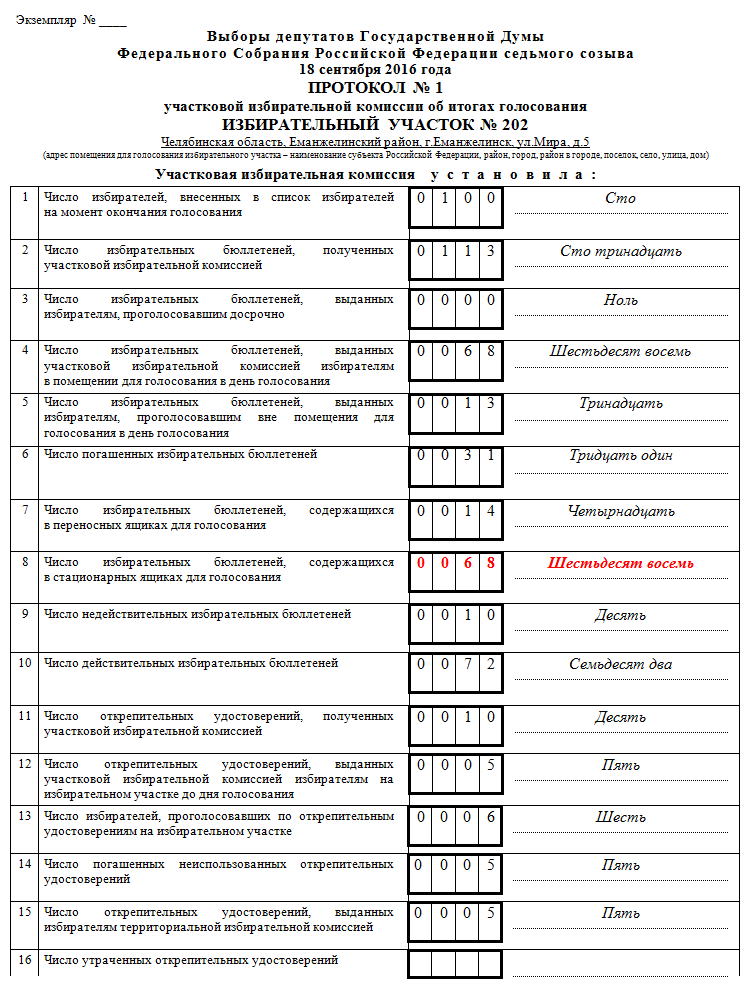 Экземпляр № ____
Выборы депутатов Государственной Думы
Федерального Собрания Российской Федерации седьмого созыва
18 сентября 2016 года
ПРОТОКОЛ № 1
участковой избирательной комиссии об итогах голосования
ИЗБИРАТЕЛЬНЫЙ УЧАСТОК № 202
Челябинская область, Еманжелинский район, г.Еманжелинск, ул.Мира, д.5
(адрес помещения для голосования избирательного участка – наименование субъекта Российской Федерации, район, город, район в городе, поселок, село, улица, дом)
Участковая избирательная комиссия у с т а н о в и л а :
1 Число избирателей, внесенных в список избирателей 0 1 0 0 Сто
на момент окончания голосования
2 Число избирательных бюллетеней, полученных 0 1 1 3 Сто тринадцать
участковой избирательной комиссией
3 Число избирательных бюллетеней, выданных 0 0 0 0 Ноль
избирателям, проголосовавшим досрочно
4 Число избирательных бюллетеней, выданных 0 0 6 8 Шестьдесят восемь
участковой избирательной комиссией избирателям
в помещении для голосования в день голосования
5 Число избирательных бюллетеней, выданных 0 0 1 3 Тринадцать
избирателям, проголосовавшим вне помещения для
голосования в день голосования
6 Число погашенных избирательных бюллетеней 0 0 3 1 Тридцать один
7 Число избирательных бюллетеней, содержащихся 0 0 1 4 Четырнадцать
в переносных ящиках для голосования
8 Число избирательных бюллетеней, содержащихся 0 0 6 8 Шестьдесят восемь
в стационарных ящиках для голосования
9 Число недействительных избирательных бюллетеней 0 0 1 0 Десять
10 Число действительных избирательных бюллетеней 0 0 7 2 Семьдесят два
11 Число открепительных удостоверений, полученных 0 0 1 0 Десять
участковой избирательной комиссией
12 Число открепительных удостоверений, выданных 0 0 0 5 Пять
участковой избирательной комиссией избирателям на
избирательном участке до дня голосования
13 Число избирателей, проголосовавших по открепительным 0 0 0 6 Шесть
удостоверениям на избирательном участке
14 Число погашенных неиспользованных открепительных 0 0 0 5 Пять
удостоверений
15 Число открепительных удостоверений, выданных 0 0 0 5 Пять
избирателям территориальной избирательной комиссией
16 Число утраченных открепительных удостоверений